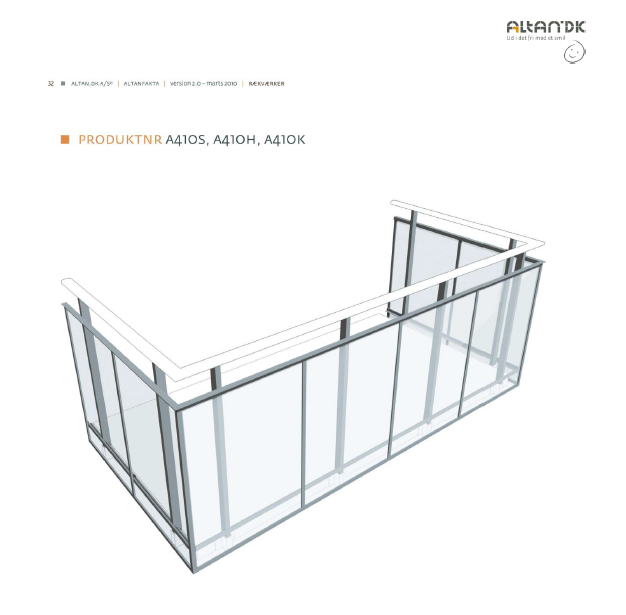 ALTAN.DK
Ud i det fri med et smil
32 ALTAN.DK A/S® | ALTANFAKTA | version 2.0 – marts 2010 | RÆKVÆRKER
PRODUKTNR A410S, A410H, A410K